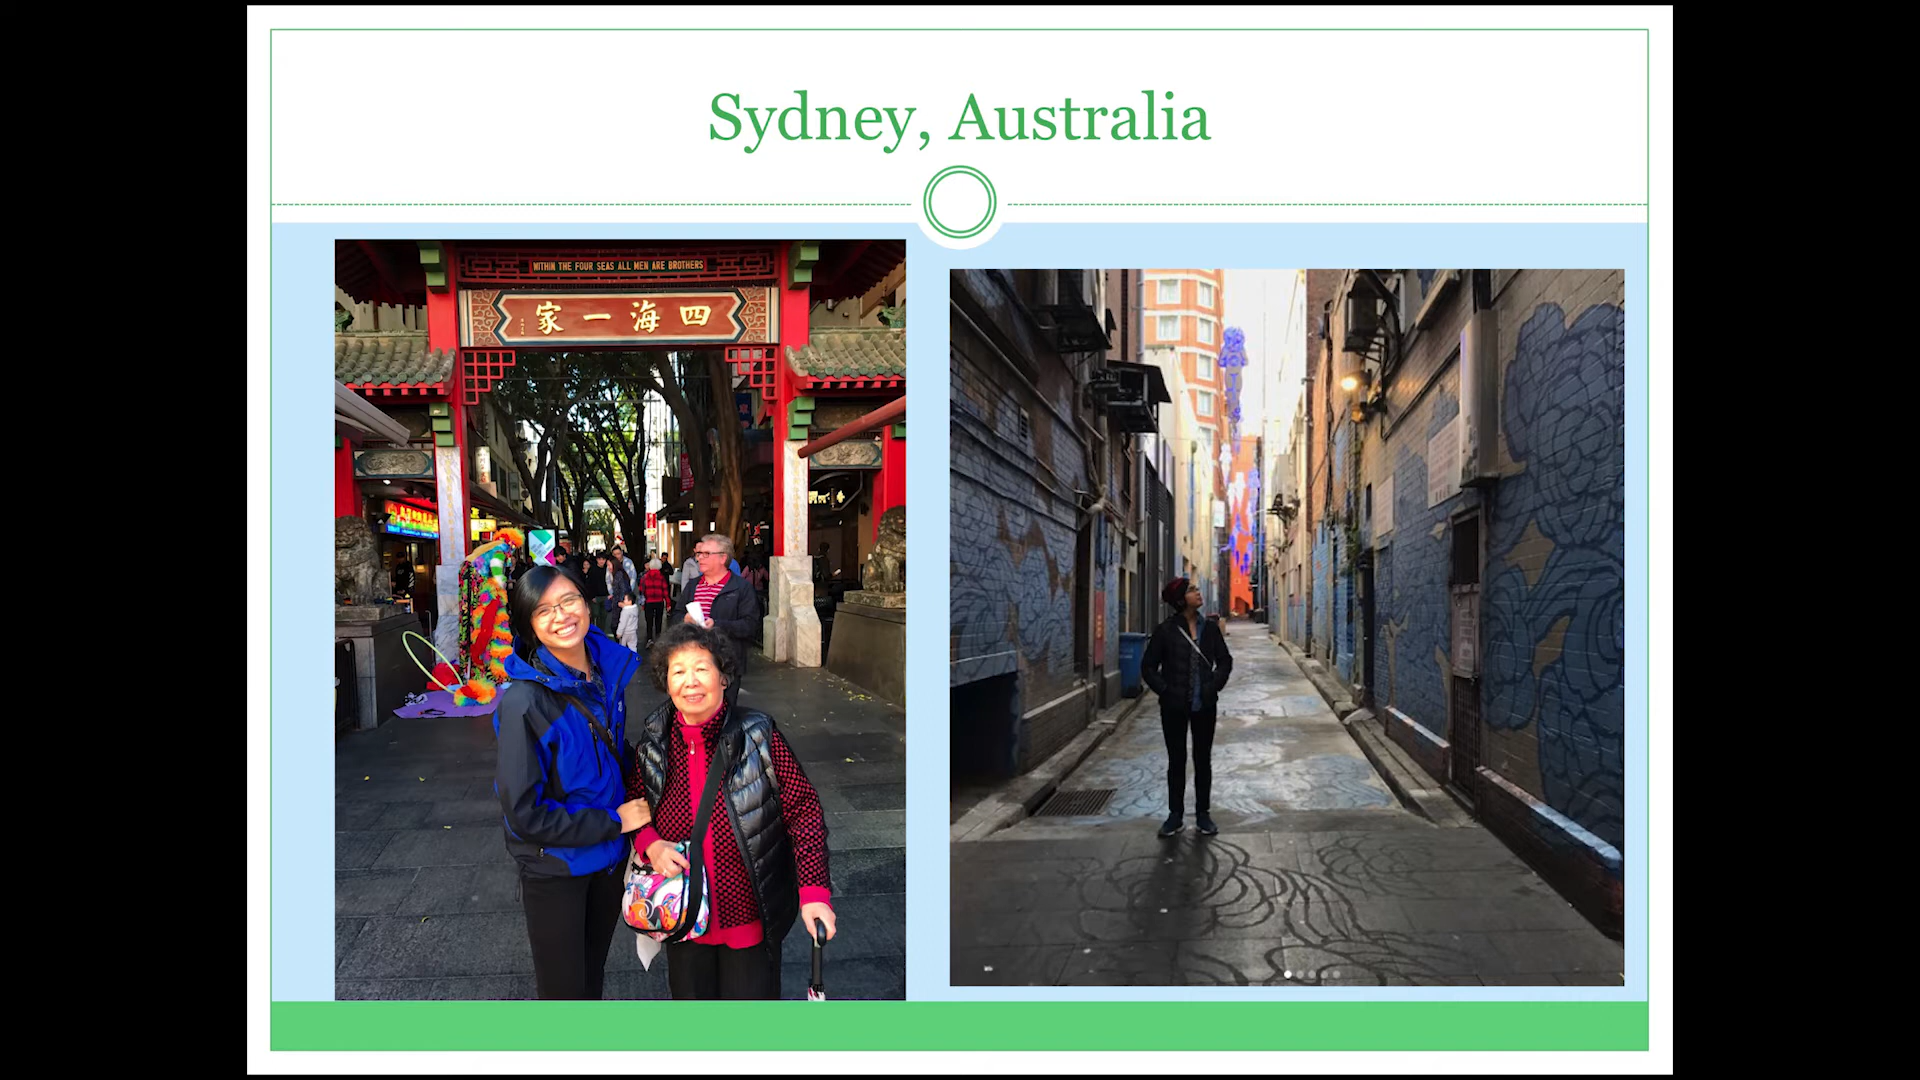 Sydney, Australia
WITHIN THE FOUR SEAS ALL MEN ARE BROTHERS
家一海四